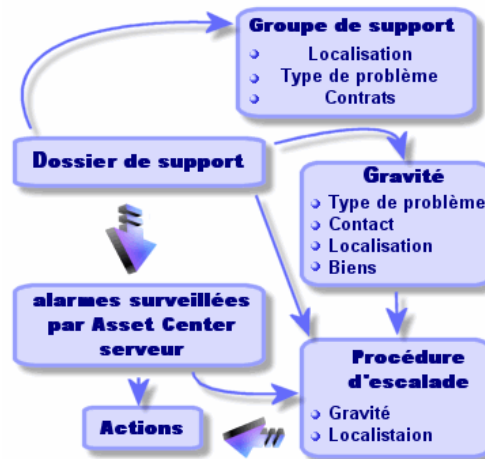 Groupe de support
Localisation
Type de problème
Contrats
Dossier de support
Gravité
Type de problème
Contact
Localisation
Biens
alarmes surveillées
par Asset Center
serveur
Procédure
d'escalade
Gravité
Localistaion
Actions